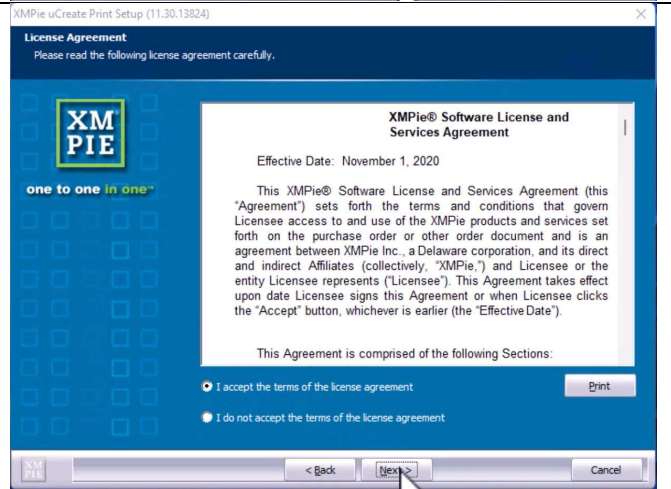 XMPie uCreate Print Setup (11.30.13824)
License Agreement
Please read the following license agreement carefully.
XM
PIE
one to one in one™
XMPie® Software License and
Services Agreement
Effective Date: November 1, 2020
This XMPie® Software License and Services Agreement (this
“Agreement”) sets forth the terms and conditions that govern
Licensee access to and use of the XMPie products and services set
forth on the purchase order or other order document and is an
agreement between XMPie Inc., a Delaware corporation, and its direct
and indirect Affiliates (collectively, “XMPie,”) and Licensee or the
entity Licensee represents (“Licensee”). This Agreement takes effect
upon date Licensee signs this Agreement or when Licensee clicks
the “Accept” button, whichever is earlier (the “Effective Date”).
This Agreement is comprised of the following Sections:
I accept the terms of the license agreement
Print
I do not accept the terms of the license agreement
XM
PIE
< Back
Next >
Cancel